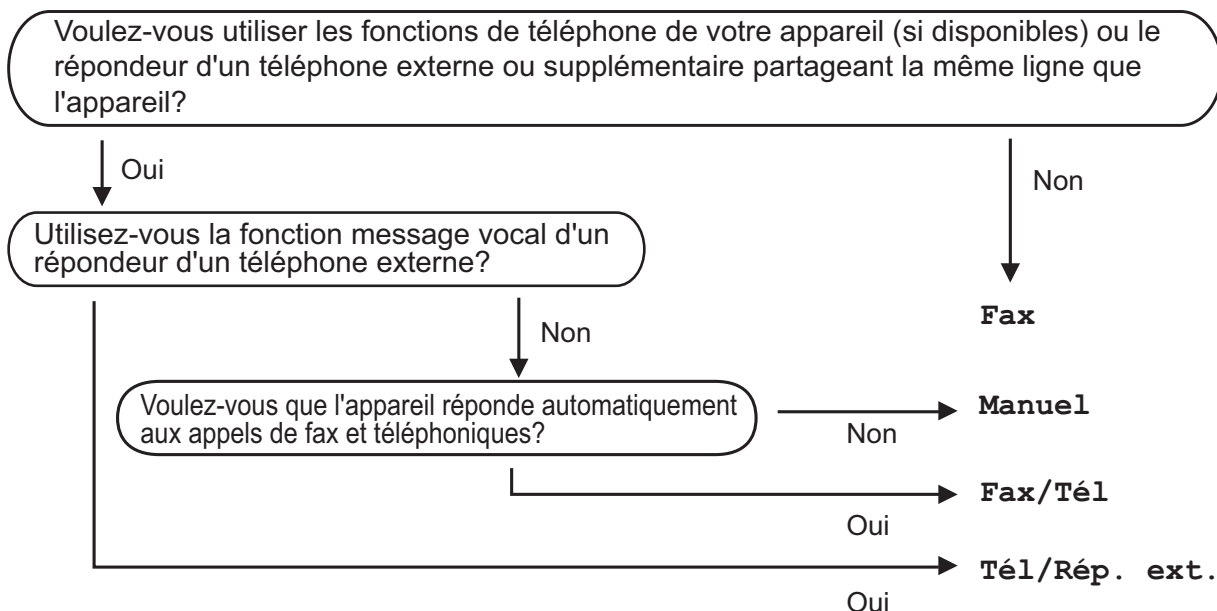 Voulez-vous utiliser les fonctions de téléphone de votre appareil (si disponibles) ou le
répondeur d'un téléphone externe ou supplémentaire partageant la même ligne que
l'appareil?
Oui
Non
Utilisez-vous la fonction message vocal d'un
répondeur d'un téléphone externe?
Non
Fax
Voulez-vous que l'appareil réponde automatiquement
aux appels de fax et téléphoniques?
Non
Manuel
Oui
Fax/Tél
Oui
Tél/Rép. ext.